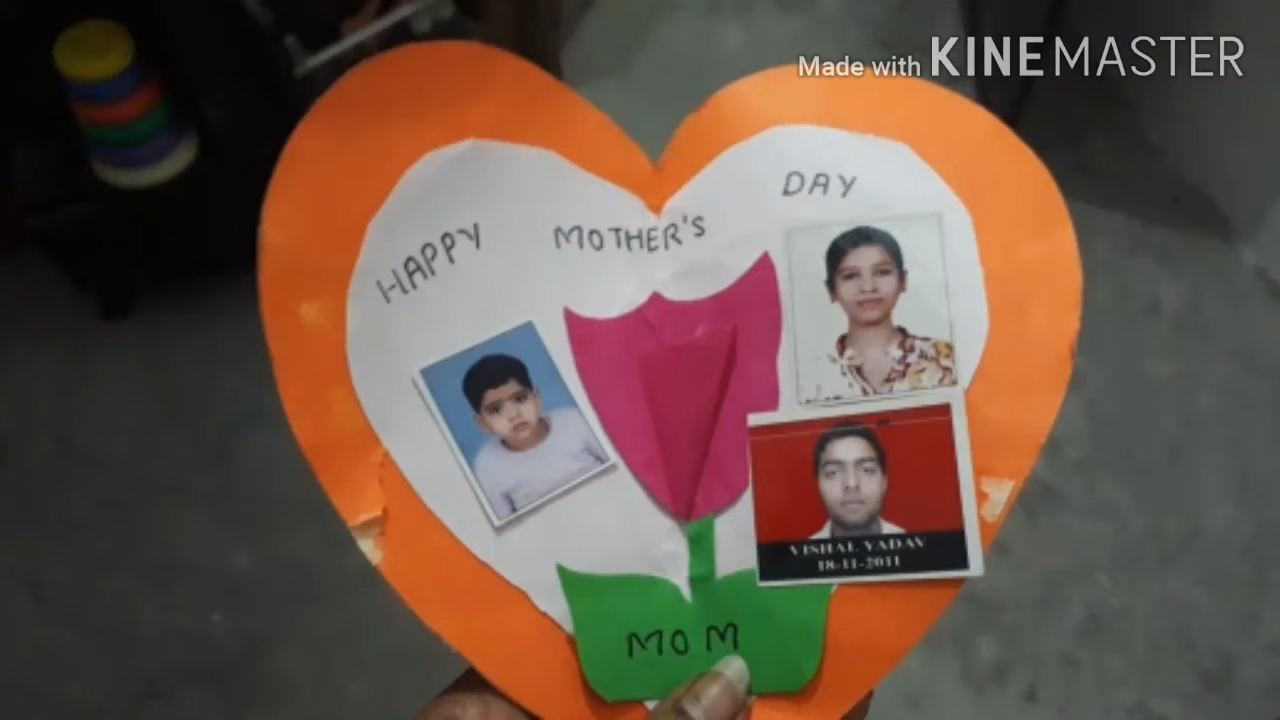 Made with KINEMASTER
HAPPY MOTHER'S DAY
VISHAL YADAV
18-11-2011
MOM